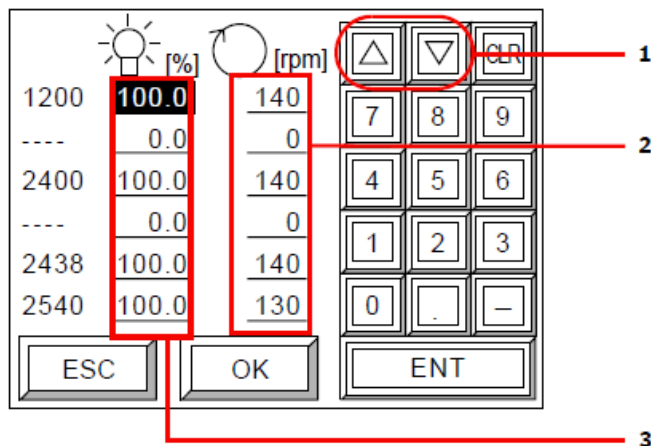 [%] [rpm] CLR 1
1200 100.0 140 7 8 9
---- 0.0 0 2
2400 100.0 140 4 5 6
---- 0.0 0
2438 100.0 140 1 2 3
2540 100.0 130 0 . –
ESC OK ENT
3